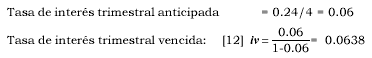 Tasa de interés trimestral anticipada = 0.24/4 = 0.06
Tasa de interés trimestral vencida: [12] iv = 0.06 / 1-0.06 = 0.0638